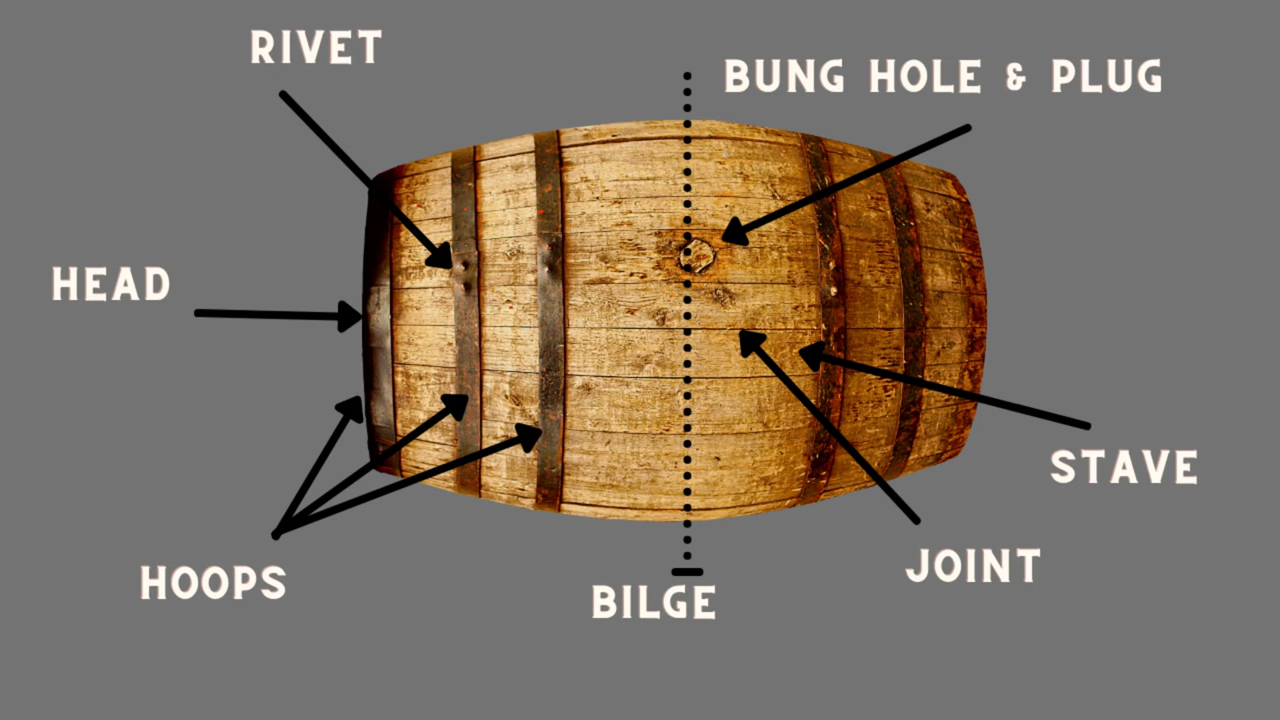 RIVET
BUNG HOLE & PLUG
HEAD
STAVE
HOOPS
JOINT
BILGE